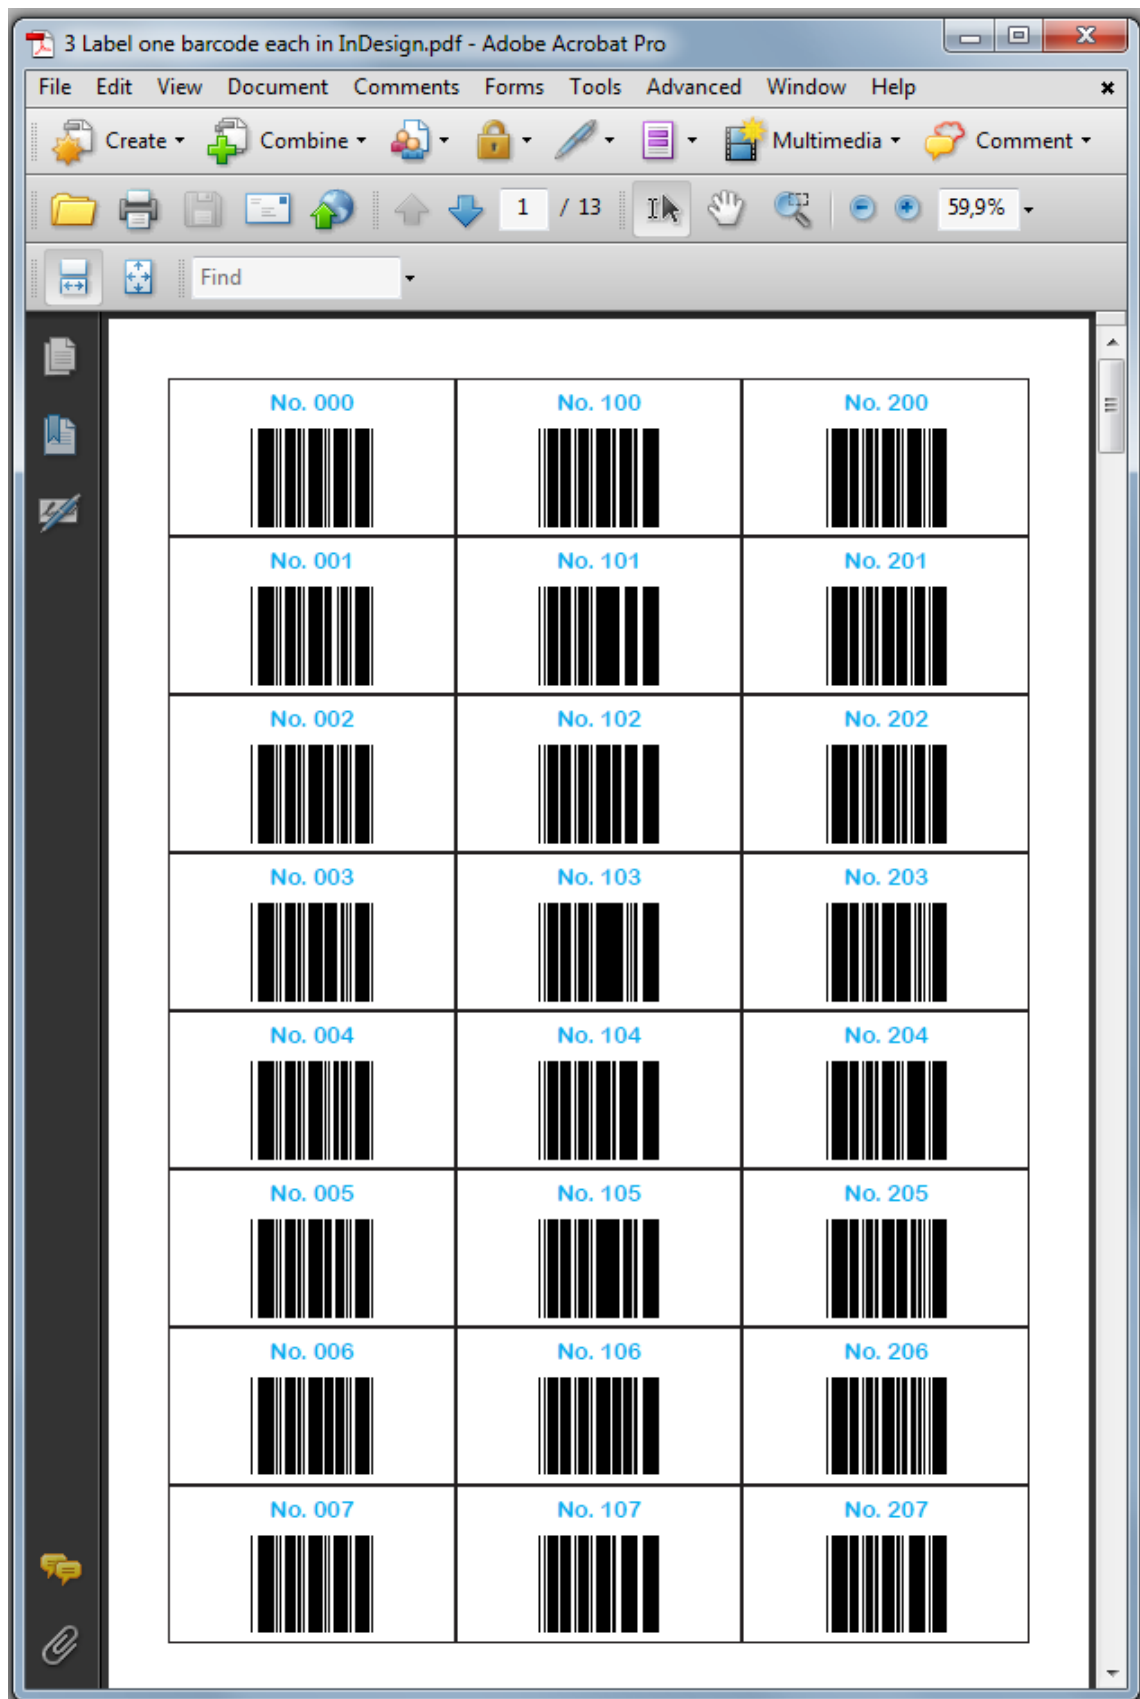 3 Label one barcode each in InDesign.pdf - Adobe Acrobat Pro
File Edit View Document Comments Forms Tools Advanced Window Help
Create Combine Multimedia Comment
1 / 13 59,9%
Find
No. 000 No. 100 No. 200
No. 001 No. 101 No. 201
No. 002 No. 102 No. 202
No. 003 No. 103 No. 203
No. 004 No. 104 No. 204
No. 005 No. 105 No. 205
No. 006 No. 106 No. 206
No. 007 No. 107 No. 207